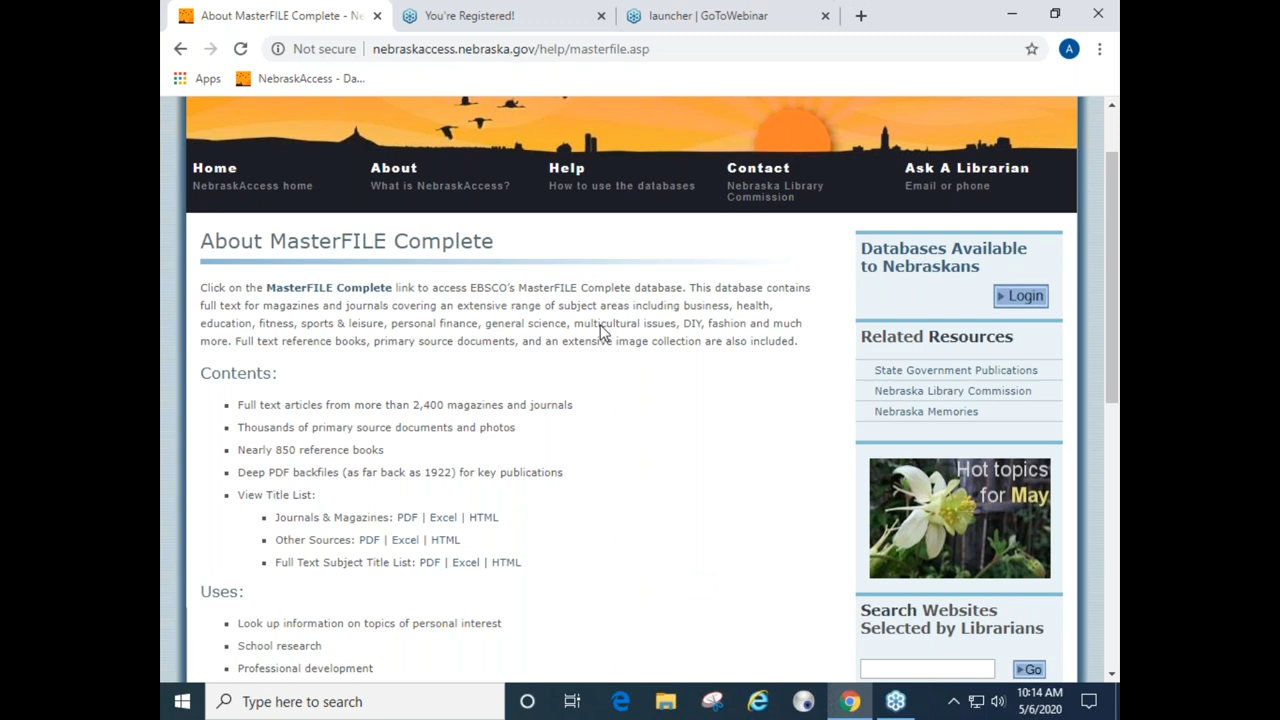 About MasterFILE Complete - Ne
You're Registered!
launcher | GoToWebinar
Not secure
nebraskaccess.nebraska.gov/help/masterfile.asp
A
Apps
NebraskAccess - Da...
Home
About
Help
Contact
Ask A Librarian
NebraskAccess home
What is NebraskAccess?
How to use the databases
Nebraska Library
Commission
Email or phone
About MasterFILE Complete
Click on the MasterFILE Complete link to access EBSCO's MasterFILE Complete database. This database contains
full text for magazines and journals covering an extensive range of subject areas including business, health,
education, fitness, sports & leisure, personal finance, general science, multicultural issues, DIY, fashion and much
more. Full text reference books, primary source documents, and an extensive image collection are also included.
Contents:
Full text articles from more than 2,400 magazines and journals
Thousands of primary source documents and photos
Nearly 850 reference books
Deep PDF backfiles (as far back as 1922) for key publications
View Title List:
Journals & Magazines: PDF | Excel | HTML
Other Sources: PDF | Excel | HTML
Full Text Subject Title List: PDF | Excel | HTML
Uses:
Look up information on topics of personal interest
School research
Professional development
Databases Available
to Nebraskans
Login
Related Resources
State Government Publications
Nebraska Library Commission
Nebraska Memories
Hot topics
for May
Search Websites
Selected by Librarians
Go
Type here to search
10:14 AM
5/6/2020